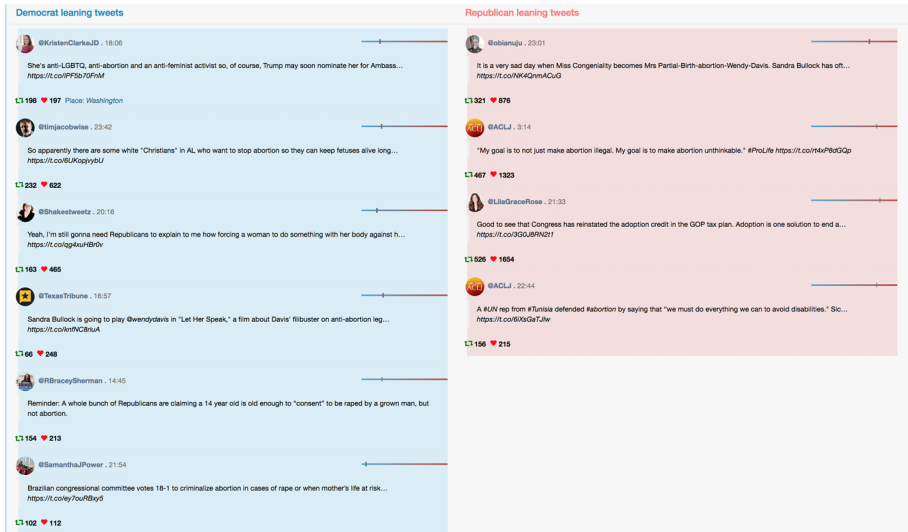 Democrat leaning tweets
@KristenClarkeJD . 18:06
She's anti-LGBTQ, anti-abortion and an anti-feminist activist so, of course, Trump may soon nominate her for Ambass...
https://t.co/lPF5b70FnM
198 197 Place: Washington
@timjacobwise . 23:42
So apparently there are some white "Christians" in AL who want to stop abortion so they can keep fetuses alive long...
https://t.co/6UKopjvybU
232 622
@Shakestweetz . 20:16
Yeah, I'm still gonna need Republicans to explain to me how forcing a woman to do something with her body against h...
https://t.co/qg4xuHBr0v
163 465
@TexasTribune . 16:57
Sandra Bullock is going to play @wendydavis in "Let Her Speak," a film about Davis' filibuster on anti-abortion leg...
https://t.co/knfNC8riuA
66 248
@RBraceySherman . 14:45
Reminder: A whole bunch of Republicans are claiming a 14 year old is old enough to "consent" to be raped by a grown man, but
not abortion.
154 213
@SamanthaJPower . 21:54
Brazilian congressional committee votes 18-1 to criminalize abortion in cases of rape or when mother's life at risk...
https://t.co/ey7ouRBxy5
102 112
Republican leaning tweets
@obianuju . 23:01
It is a very sad day when Miss Congeniality becomes Mrs Partial-Birth-abortion-Wendy-Davis. Sandra Bullock has oft...
https://t.co/NK4QnmACuG
321 876
@ACLJ . 3:14
"My goal is to not just make abortion illegal. My goal is to make abortion unthinkable." #ProLife https://t.co/rt4xP8dGQp
467 1323
@LilaGraceRose . 21:33
Good to see that Congress has reinstated the adoption credit in the GOP tax plan. Adoption is one solution to end a...
https://t.co/3G0J8RN2t1
526 1654
@ACLJ . 22:44
A #UN rep from #Tunisia defended #abortion by saying that "we must do everything we can to avoid disabilities." Sic...
https://t.co/6iXsGaTJlw
156 215